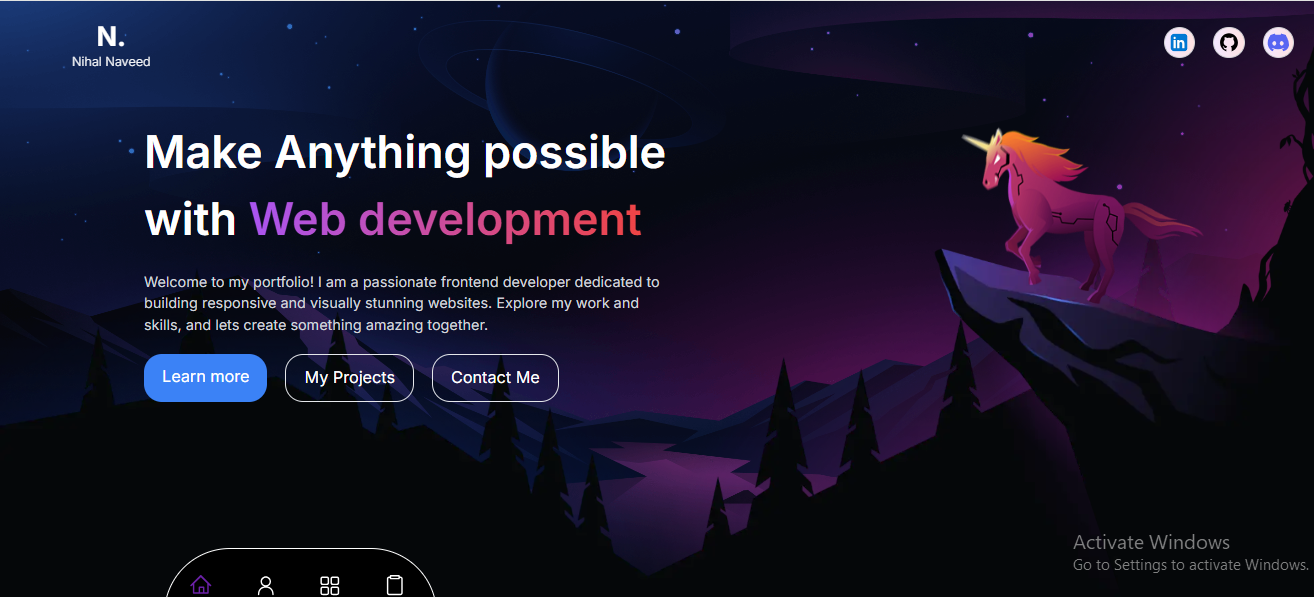 N.
Nihal Naveed
in
Make Anything possible
with Web development
Welcome to my portfolio! I am a passionate frontend developer dedicated to
building responsive and visually stunning websites. Explore my work and
skills, and lets create something amazing together.
Learn more
My Projects
Contact Me
Activate Windows
Go to Settings to activate Windows.